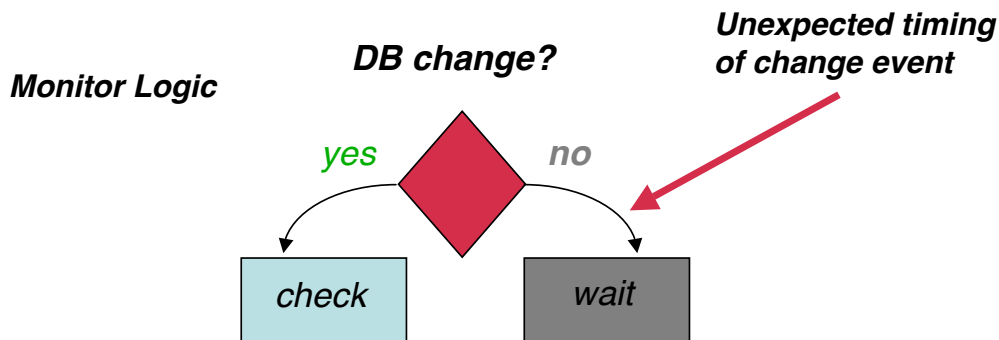 Unexpected timing
of change event
DB change?
Monitor Logic
yes
no
check
wait